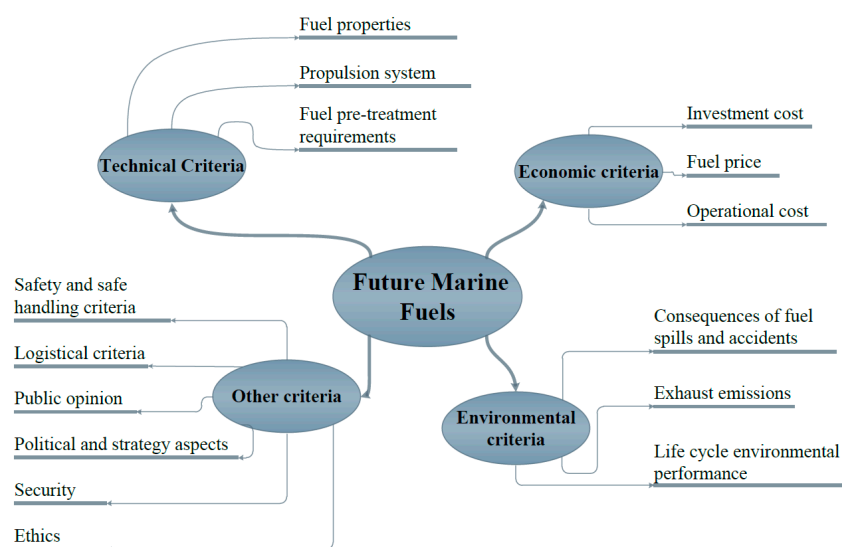 Fuel properties
Propulsion system
Fuel pre-treatment
requirements
Technical Criteria
Investment cost
Fuel price
Operational cost
Economic criteria
Future Marine
Fuels
Safety and safe
handling criteria
Logistical criteria
Public opinion
Political and strategy aspects
Security
Ethics
Other criteria
Consequences of fuel
spills and accidents
Exhaust emissions
Life cycle environmental
performance
Environmental
criteria